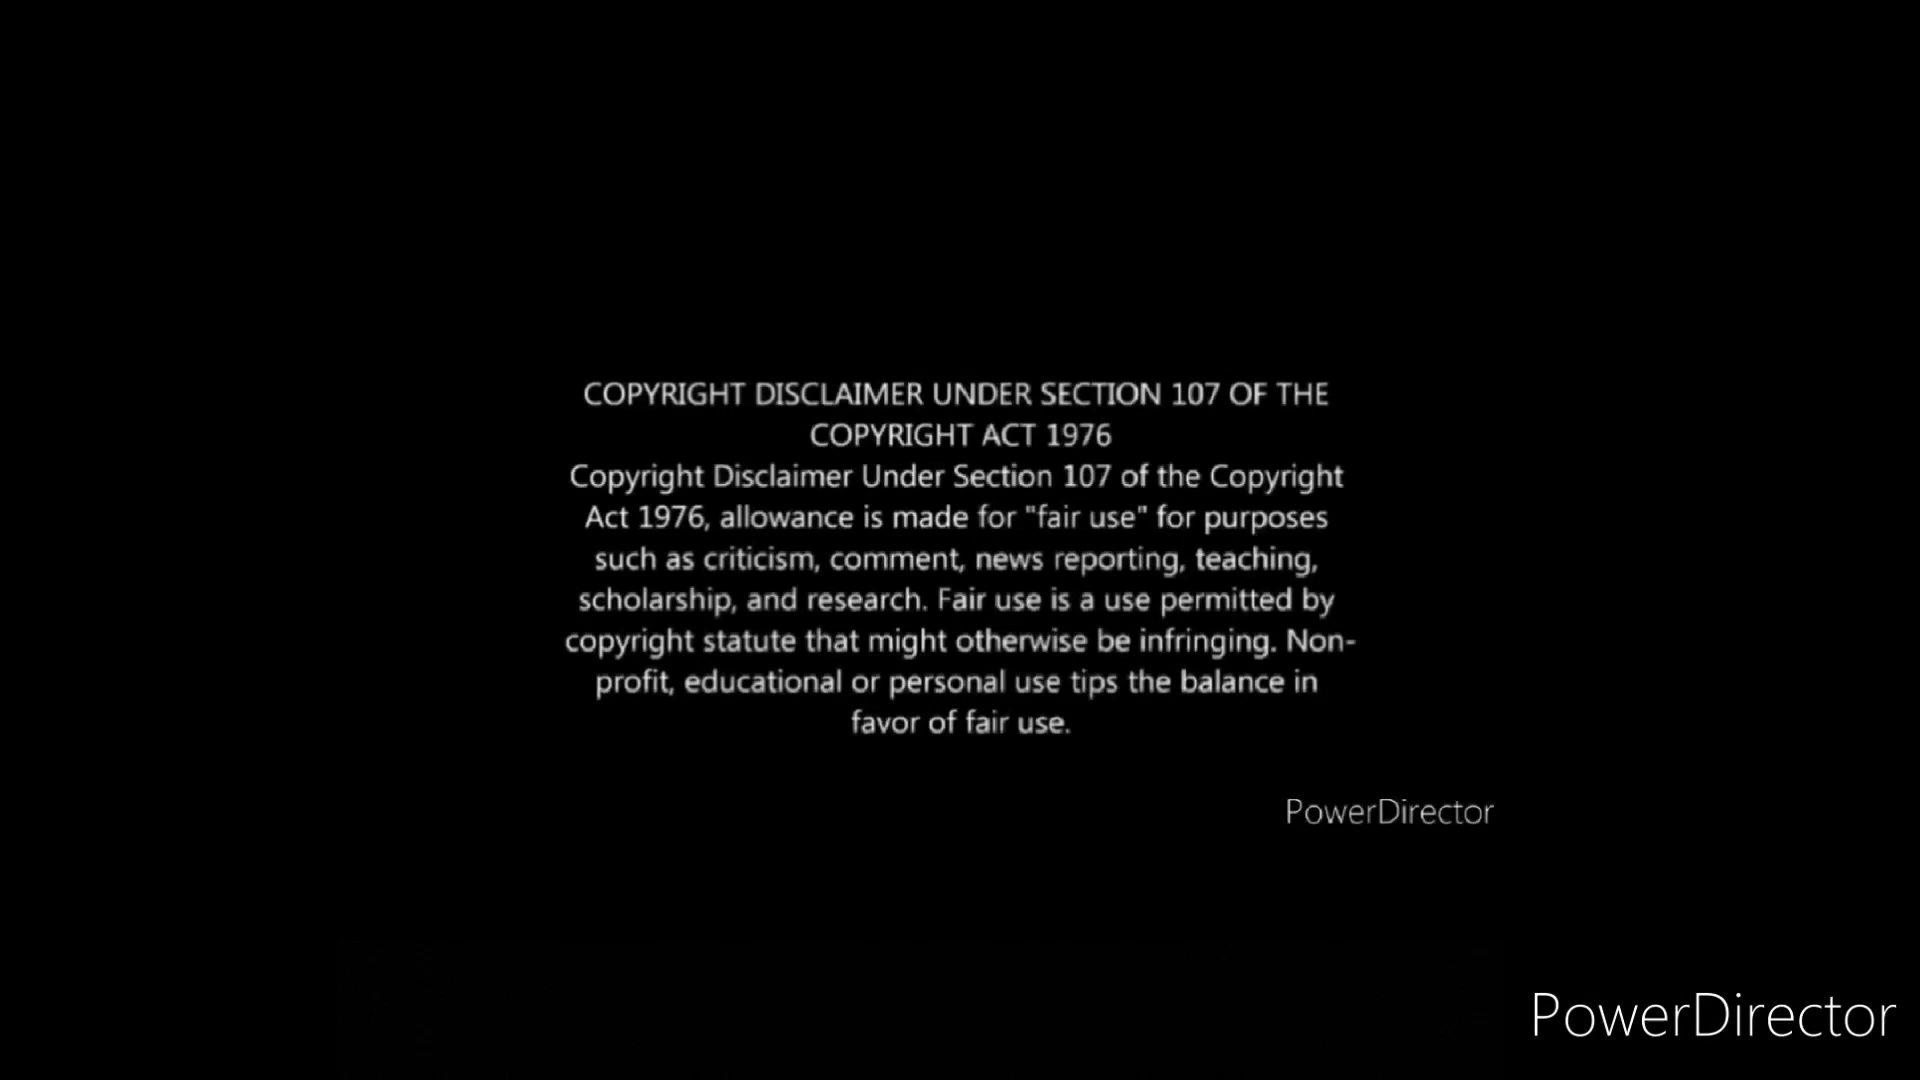 COPYRIGHT DISCLAIMER UNDER SECTION 107 OF THE
COPYRIGHT ACT 1976
Copyright Disclaimer Under Section 107 of the Copyright
Act 1976, allowance is made for "fair use" for purposes
such as criticism, comment, news reporting, teaching,
scholarship, and research. Fair use is a use permitted by
copyright statute that might otherwise be infringing. Non-
profit, educational or personal use tips the balance in
favor of fair use.
PowerDirector
PowerDirector